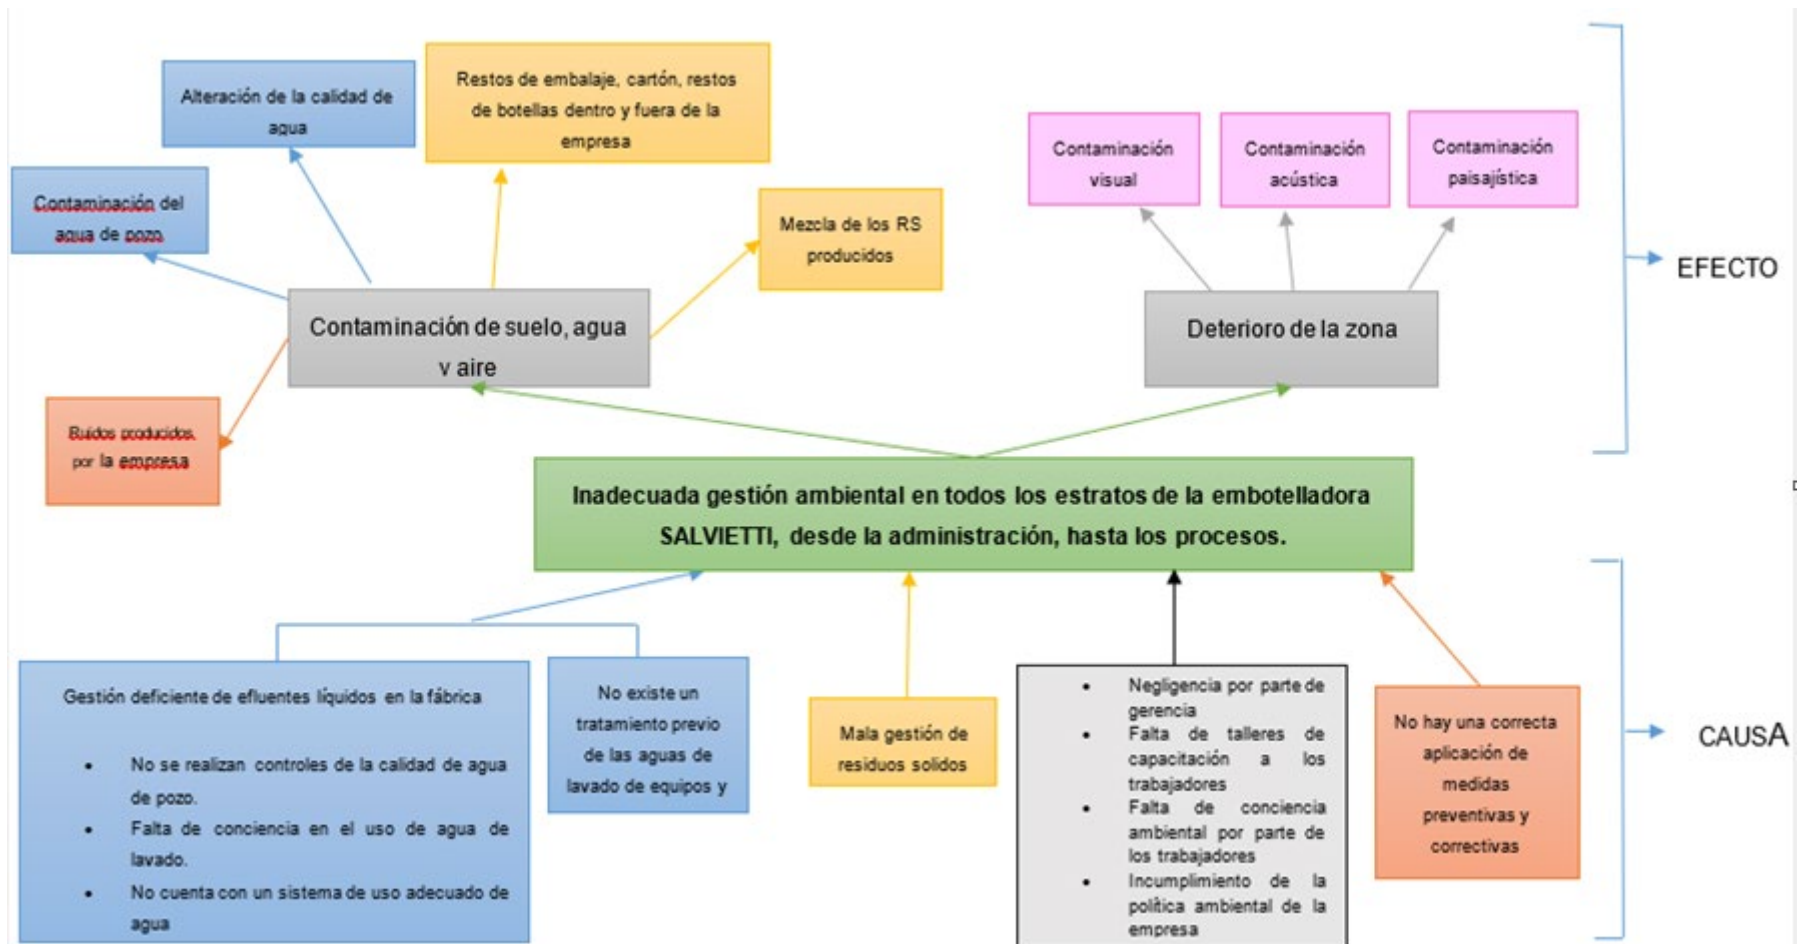 Alteración de la calidad de
agua
Restos de embalaje, cartón, restos
de botellas dentro y fuera de la
empresa
Contaminación del
agua de pozo
Mezcla de los RS
producidos
Contaminación
visual
Contaminación
acústica
Contaminación
paisajística
EFECTO
Contaminación de suelo, agua
y aire
Deterioro de la zona
Ruidos producidos
por la empresa
Inadecuada gestión ambiental en todos los estratos de la embotelladora
SALVIETTI, desde la administración, hasta los procesos.
Gestión deficiente de efluentes líquidos en la fábrica
• No se realizan controles de la calidad de agua
de pozo.
• Falta de conciencia en el uso de agua de
lavado.
• No cuenta con un sistema de uso adecuado de
agua
No existe un
tratamiento previo
de las aguas de
lavado de equipos y
Mala gestión de
residuos solidos
• Negligencia por parte de
gerencia
• Falta de talleres de
capacitación a los
trabajadores
• Falta de conciencia
ambiental por parte de
los trabajadores
• Incumplimiento de la
política ambiental de la
empresa
No hay una correcta
aplicación de
medidas
preventivas y
correctivas
CAUSA